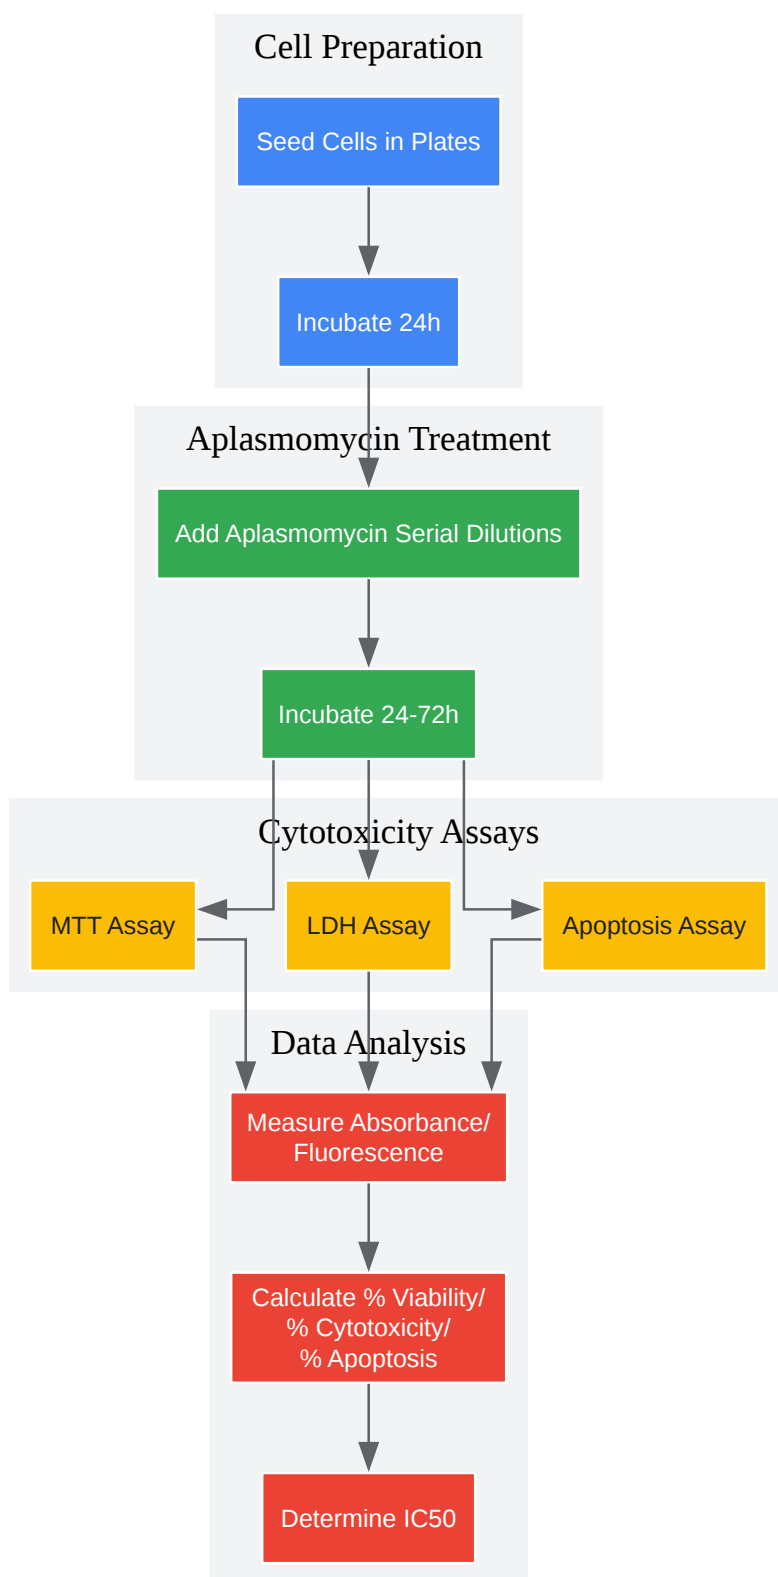 Cell Preparation
Seed Cells in Plates
Incubate 24h
Aplasmomycin Treatment
Add Aplasmomycin Serial Dilutions
Incubate 24-72h
Cytotoxicity Assays
MTT Assay
LDH Assay
Apoptosis Assay
Data Analysis
Measure Absorbance/
Fluorescence
Calculate % Viability/
% Cytotoxicity/
% Apoptosis
Determine IC50